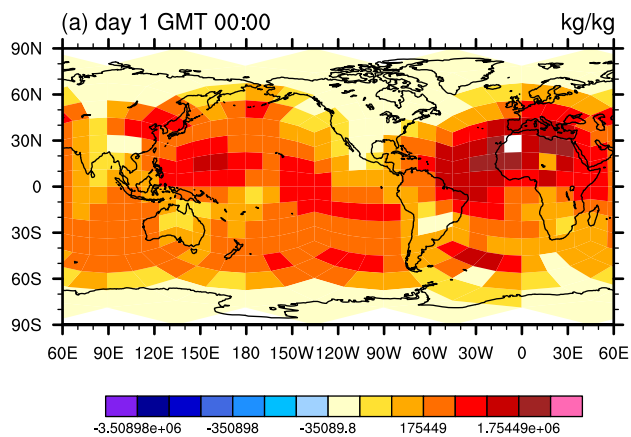 (a) day 1 GMT 00:00 kg/kg
90N
60N
30N
0
30S
60S
90S
60E 90E 120E 150E 180 150W 120W 90W 60W 30W 0 30E 60E
-3.50898e+06 -350898 -35089.8 175449 1.75449e+06